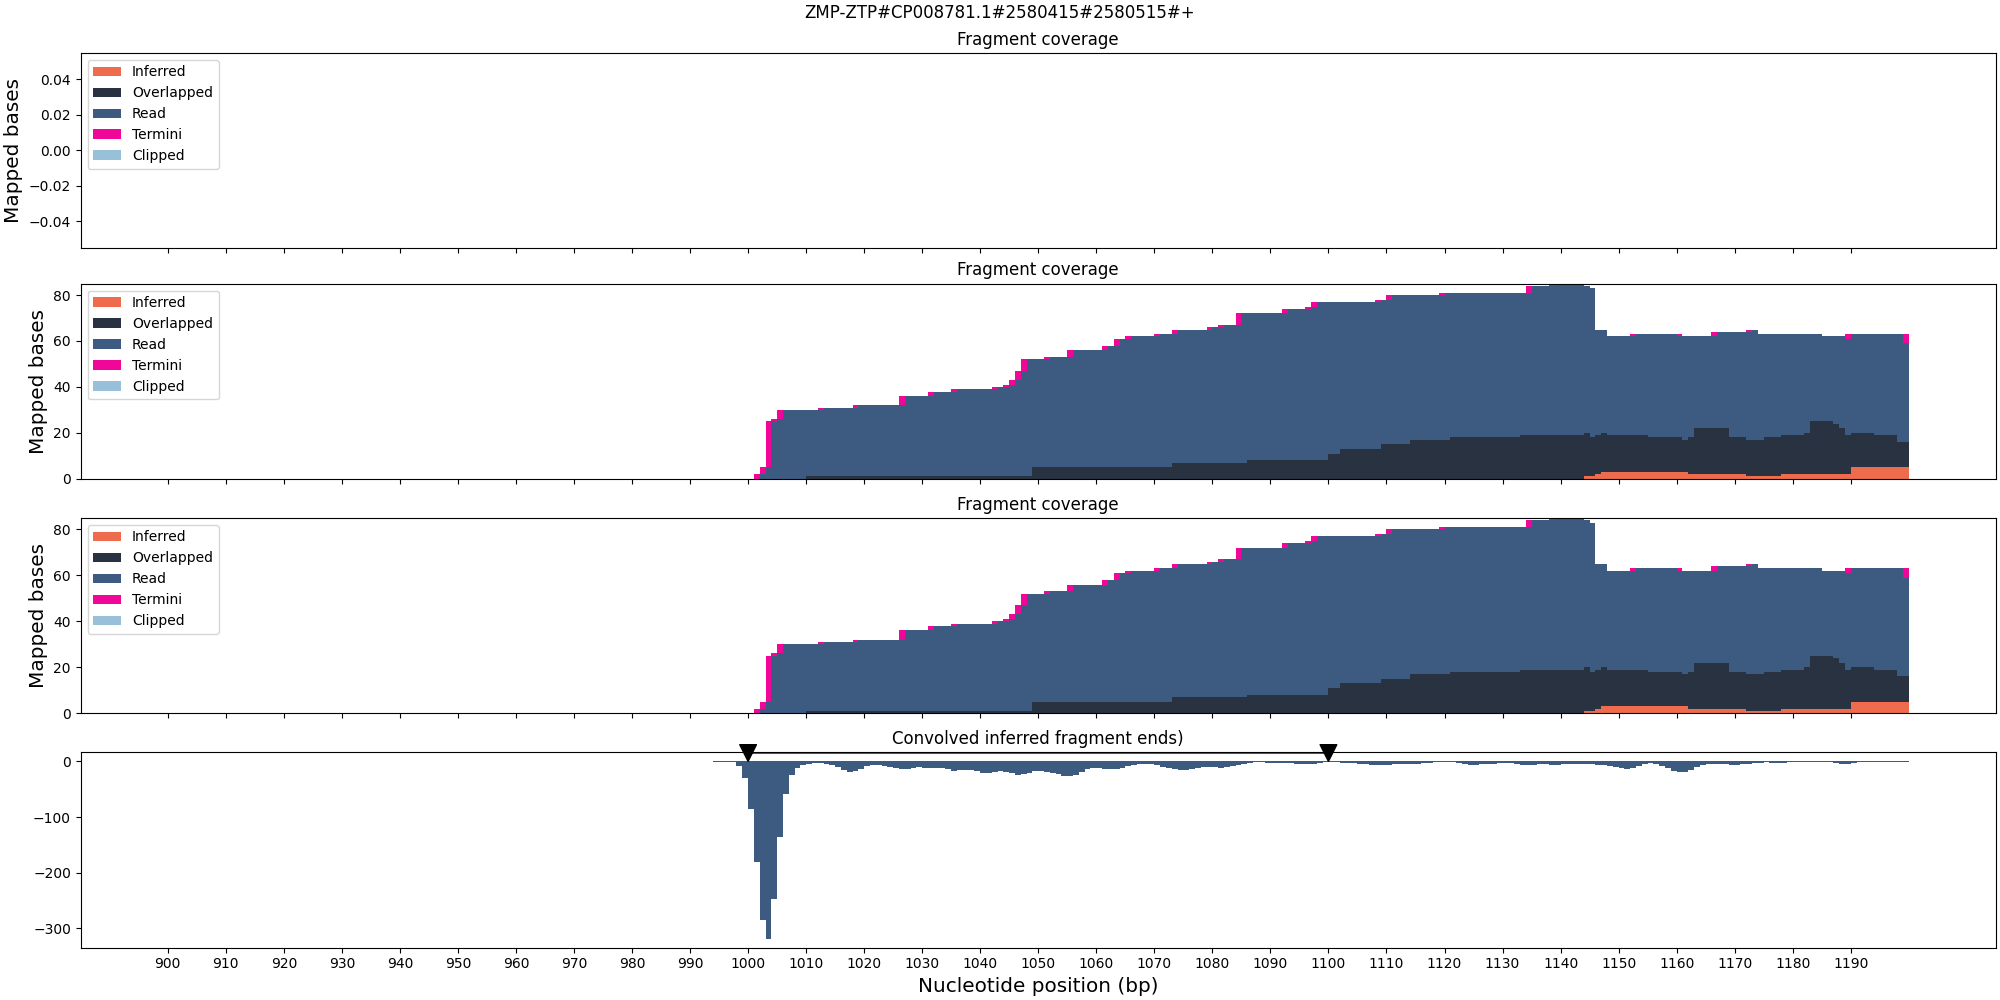 ZMP-ZTP#CP008781.1#2580415#2580515#+
Fragment coverage
Mapped bases
0.04
0.02
0.00
−0.02
−0.04
Inferred
Overlapped
Read
Termini
Clipped
Fragment coverage
Mapped bases
80
60
40
20
0
Inferred
Overlapped
Read
Termini
Clipped
Fragment coverage
Mapped bases
80
60
40
20
0
Inferred
Overlapped
Read
Termini
Clipped
Convolved inferred fragment ends)
0
−100
−200
−300
900 910 920 930 940 950 960 970 980 990 1000 1010 1020 1030 1040 1050 1060 1070 1080 1090 1100 1110 1120 1130 1140 1150 1160 1170 1180 1190
Nucleotide position (bp)